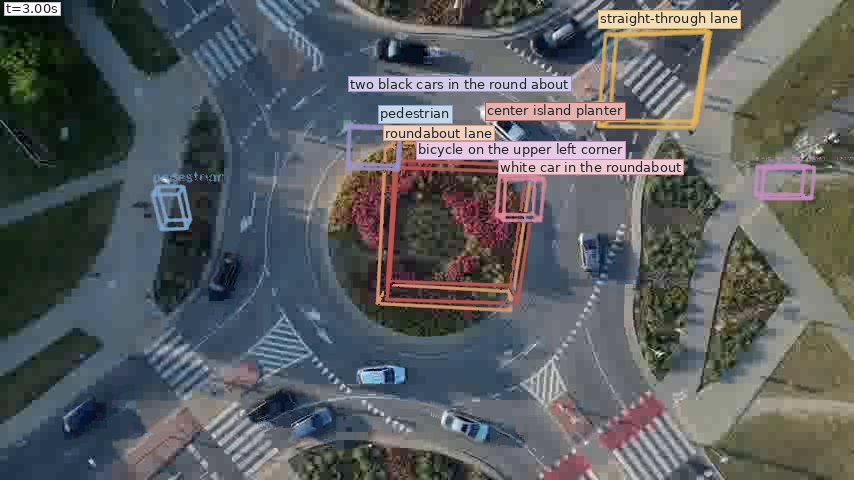 t=3.00s
straight-through lane
two black cars in the round about
center island planter
pedestrian
roundabout lane
bicycle on the upper left corner
white car in the roundabout
pedestrian